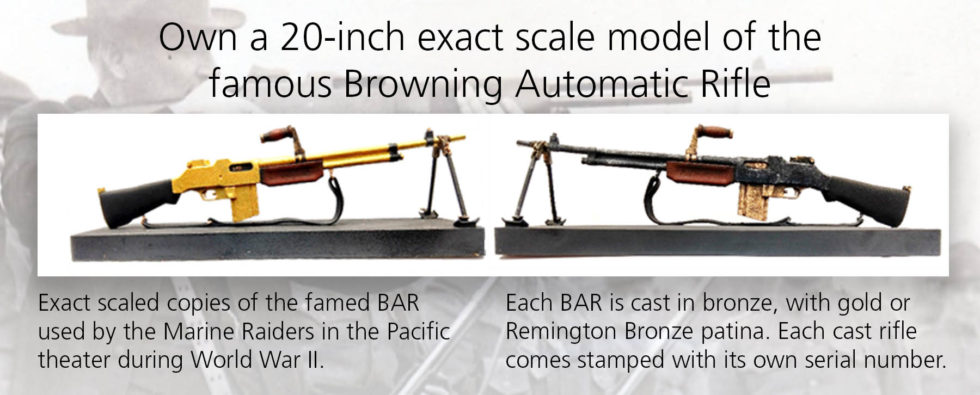 Own a 20-inch exact scale model of the
famous Browning Automatic Rifle
Exact scaled copies of the famed BAR
used by the Marine Raiders in the Pacific
theater during World War II.
Each BAR is cast in bronze, with gold or
Remington Bronze patina. Each cast rifle
comes stamped with its own serial number.